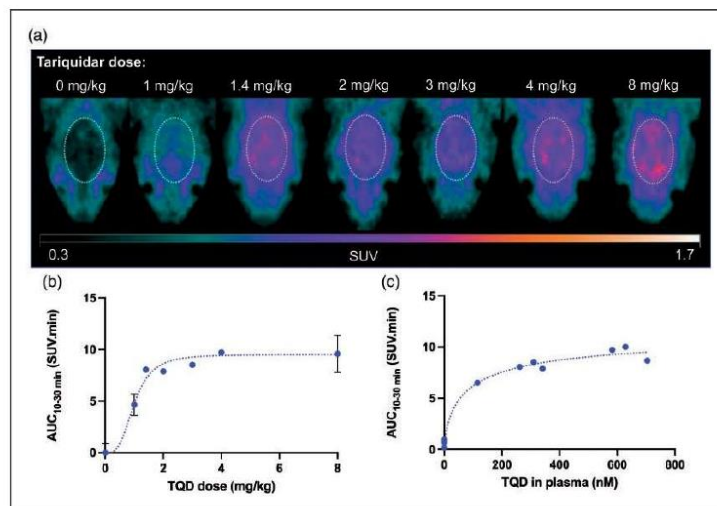 (a)
Tariquidar dose:
0 mg/kg 1 mg/kg 1.4 mg/kg 2 mg/kg 3 mg/kg 4 mg/kg 8 mg/kg
0.3 SUV 1.7
(b)
15
10
5
0
AUC10-30 min (SUV.min)
0 2 4 6 8
TQD dose (mg/kg)
(c)
15
10
5
0
AUC10-30 min (SUV.min)
0 200 400 600 800
TQD in plasma (nM)